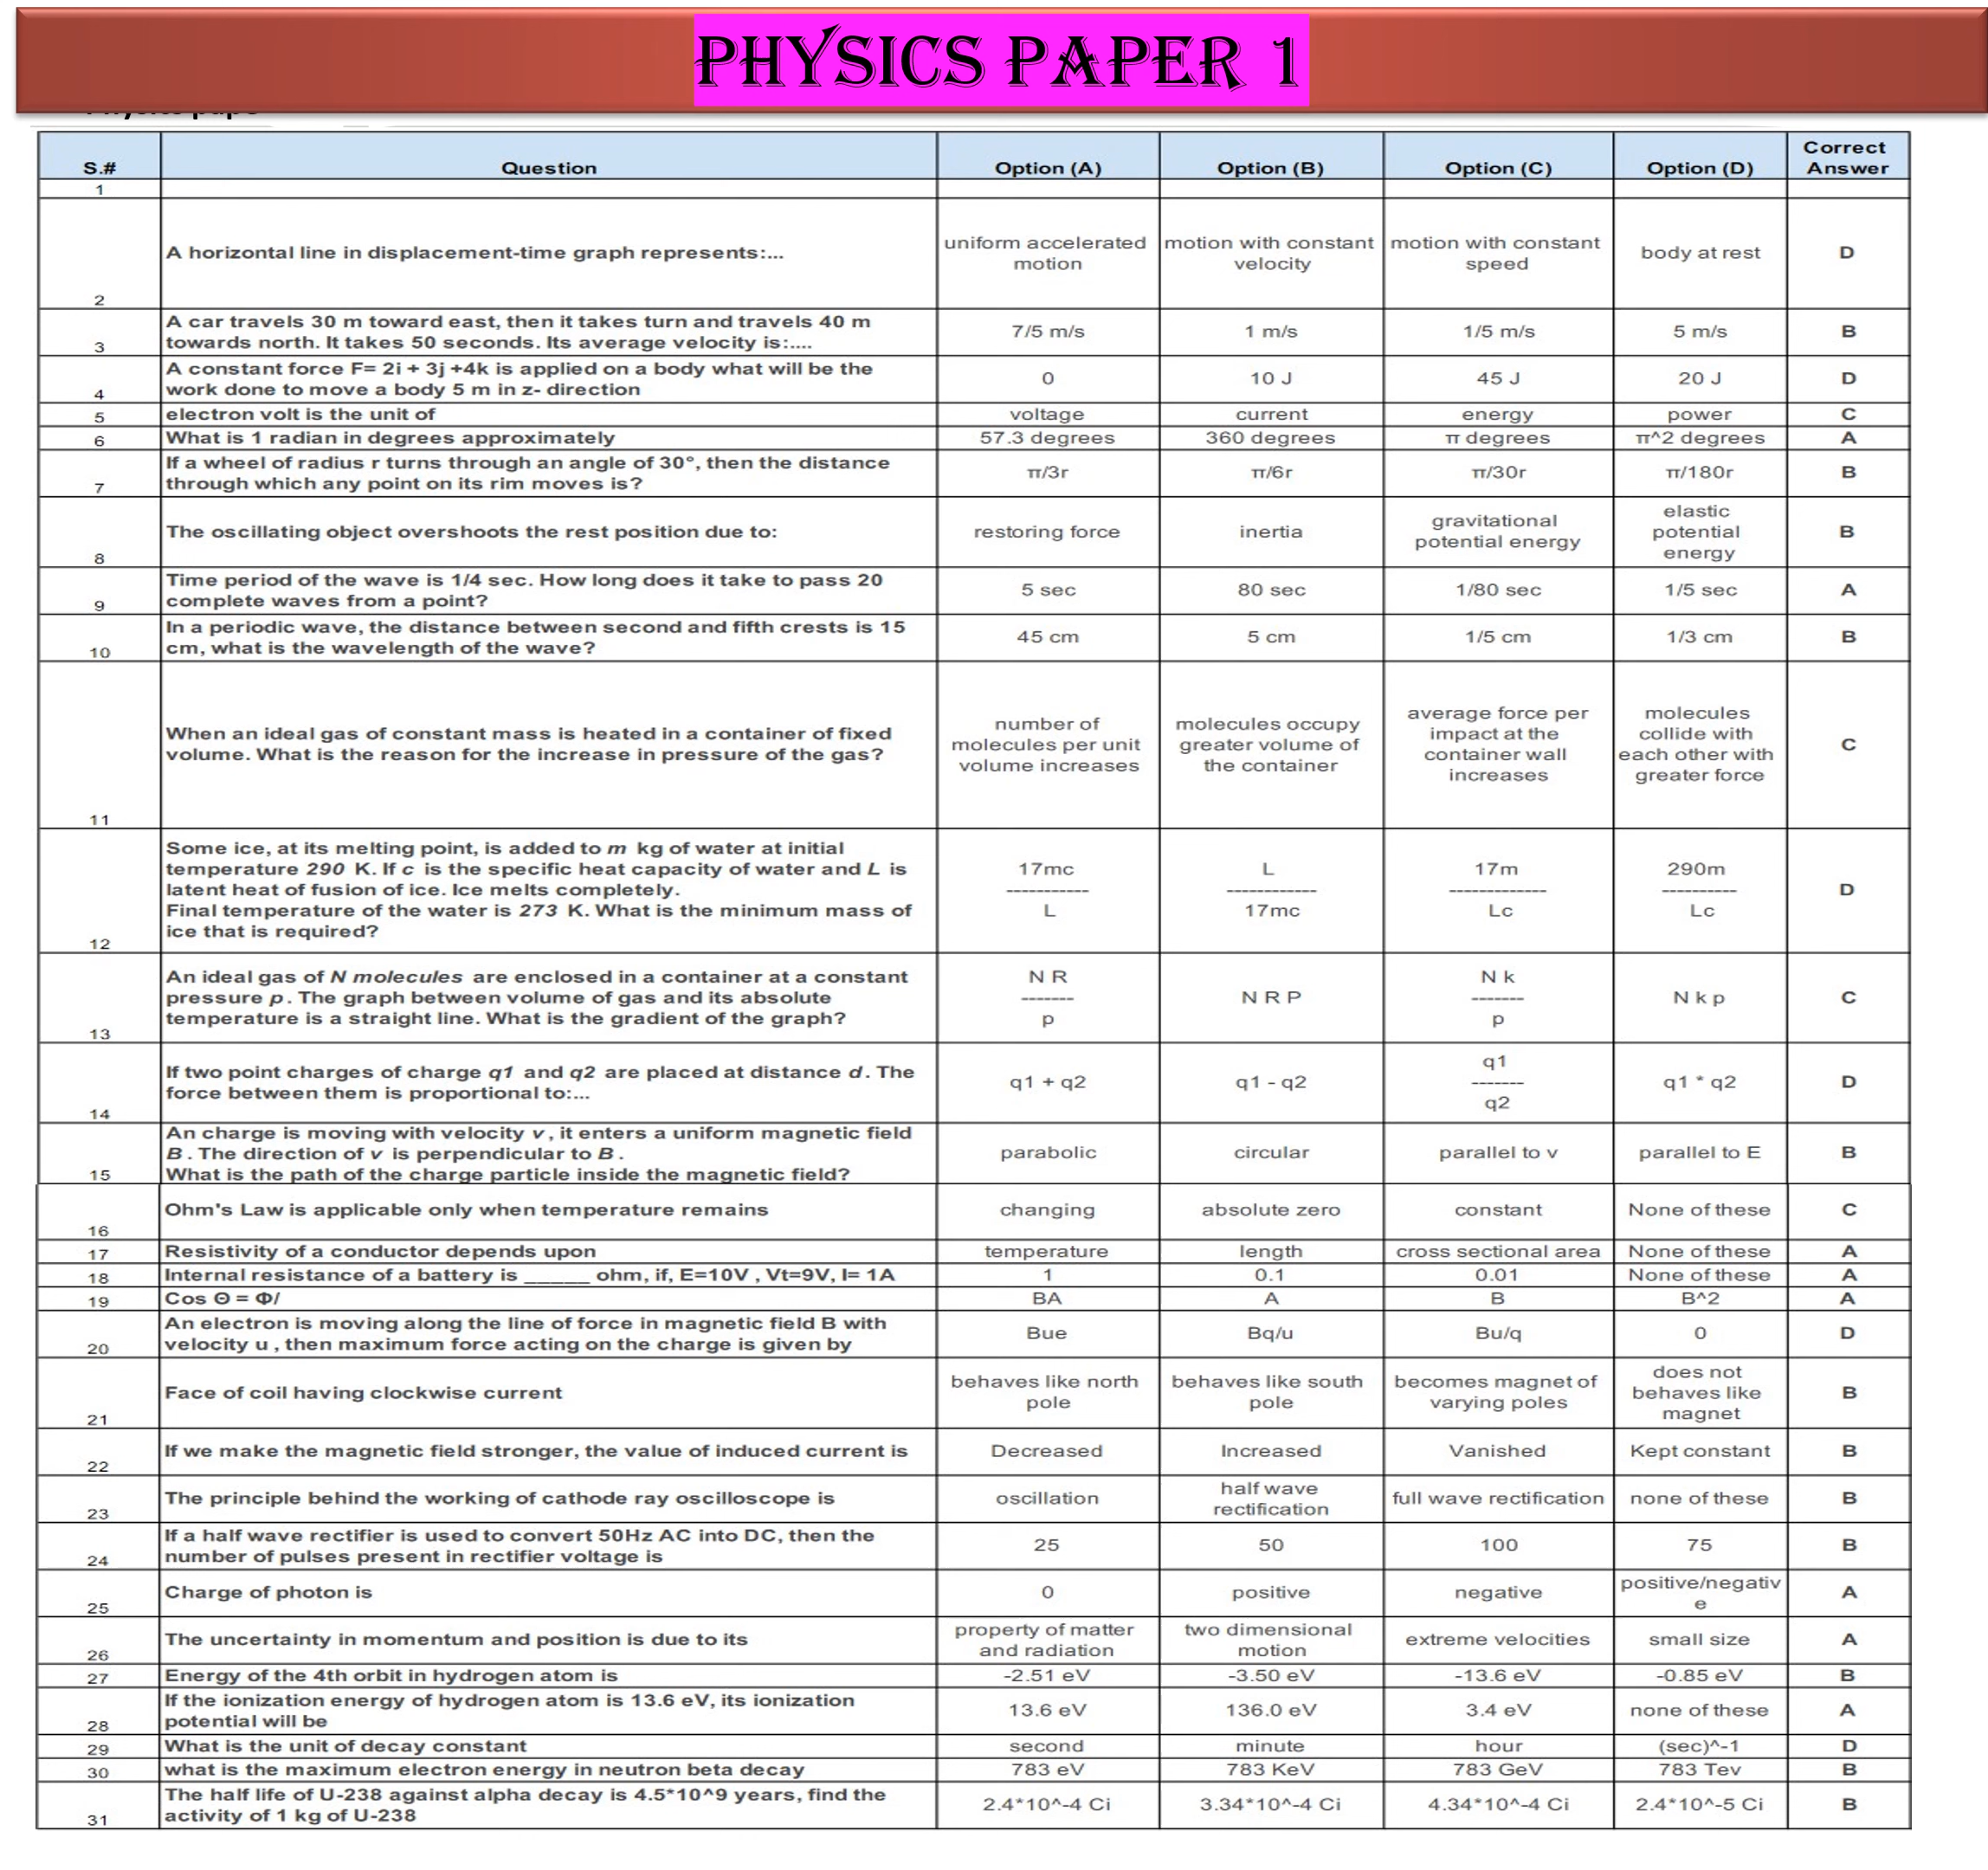 PHYSICS PAPER 1
S.# Question Option (A) Option (B) Option (C) Option (D) Correct Answer
1
2 A horizontal line in displacement-time graph represents:... uniform accelerated motion motion with constant velocity motion with constant speed body at rest D
3 A car travels 30 m toward east, then it takes turn and travels 40 m
towards north. It takes 50 seconds. Its average velocity is:.... 7/5 m/s 1 m/s 1/5 m/s 5 m/s B
4 A constant force F= 2i + 3j +4k is applied on a body what will be the
work done to move a body 5 m in z- direction 0 10 J 45 J 20 J D
5 electron volt is the unit of voltage current energy power C
6 What is 1 radian in degrees approximately 57.3 degrees 360 degrees π degrees π^2 degrees A
7 If a wheel of radius r turns through an angle of 30°, then the distance
through which any point on its rim moves is? π/3r π/6r π/30r π/180r B
8 The oscillating object overshoots the rest position due to: restoring force inertia gravitational potential energy elastic potential energy B
9 Time period of the wave is 1/4 sec. How long does it take to pass 20
complete waves from a point? 5 sec 80 sec 1/80 sec 1/5 sec A
10 In a periodic wave, the distance between second and fifth crests is 15
cm, what is the wavelength of the wave? 45 cm 5 cm 1/5 cm 1/3 cm B
11 When an ideal gas of constant mass is heated in a container of fixed
volume. What is the reason for the increase in pressure of the gas? number of molecules per unit volume increases molecules occupy greater volume of the container average force per impact at the container wall increases molecules collide with each other with greater force C
12 Some ice, at its melting point, is added to m kg of water at initial
temperature 290 K. If c is the specific heat capacity of water and L is
latent heat of fusion of ice. Ice melts completely.
Final temperature of the water is 273 K. What is the minimum mass of
ice that is required? 17mc ----------- L L ------------ 17mc 17m ------------- Lc 290m ---------- Lc D
13 An ideal gas of N molecules are enclosed in a container at a constant
pressure p. The graph between volume of gas and its absolute
temperature is a straight line. What is the gradient of the graph? N R ------- p N R P N k ------- p N k p C
14 If two point charges of charge q1 and q2 are placed at distance d. The
force between them is proportional to:... q1 + q2 q1 - q2 q1 ------- q2 q1 * q2 D
15 An charge is moving with velocity v, it enters a uniform magnetic field
B. The direction of v is perpendicular to B.
What is the path of the charge particle inside the magnetic field? parabolic circular parallel to v parallel to E B
16 Ohm's Law is applicable only when temperature remains changing absolute zero constant None of these C
17 Resistivity of a conductor depends upon temperature length cross sectional area None of these A
18 Internal resistance of a battery is _____ ohm, if, E=10V , Vt=9V, I= 1A 1 0.1 0.01 None of these A
19 Cos Θ = Φ/ BA A B B^2 A
20 An electron is moving along the line of force in magnetic field B with
velocity u , then maximum force acting on the charge is given by Bue Bq/u Bu/q 0 D
21 Face of coil having clockwise current behaves like north pole behaves like south pole becomes magnet of varying poles does not behaves like magnet B
22 If we make the magnetic field stronger, the value of induced current is Decreased Increased Vanished Kept constant B
23 The principle behind the working of cathode ray oscilloscope is oscillation half wave rectification full wave rectification none of these B
24 If a half wave rectifier is used to convert 50Hz AC into DC, then the
number of pulses present in rectifier voltage is 25 50 100 75 B
25 Charge of photon is 0 positive negative positive/negative A
26 The uncertainty in momentum and position is due to its property of matter and radiation two dimensional motion extreme velocities small size A
27 Energy of the 4th orbit in hydrogen atom is -2.51 eV -3.50 eV -13.6 eV -0.85 eV B
28 If the ionization energy of hydrogen atom is 13.6 eV, its ionization
potential will be 13.6 eV 136.0 eV 3.4 eV none of these A
29 What is the unit of decay constant second minute hour (sec)^-1 D
30 what is the maximum electron energy in neutron beta decay 783 eV 783 KeV 783 GeV 783 Tev B
31 The half life of U-238 against alpha decay is 4.5*10^9 years, find the
activity of 1 kg of U-238 2.4*10^-4 Ci 3.34*10^-4 Ci 4.34*10^-4 Ci 2.4*10^-5 Ci B